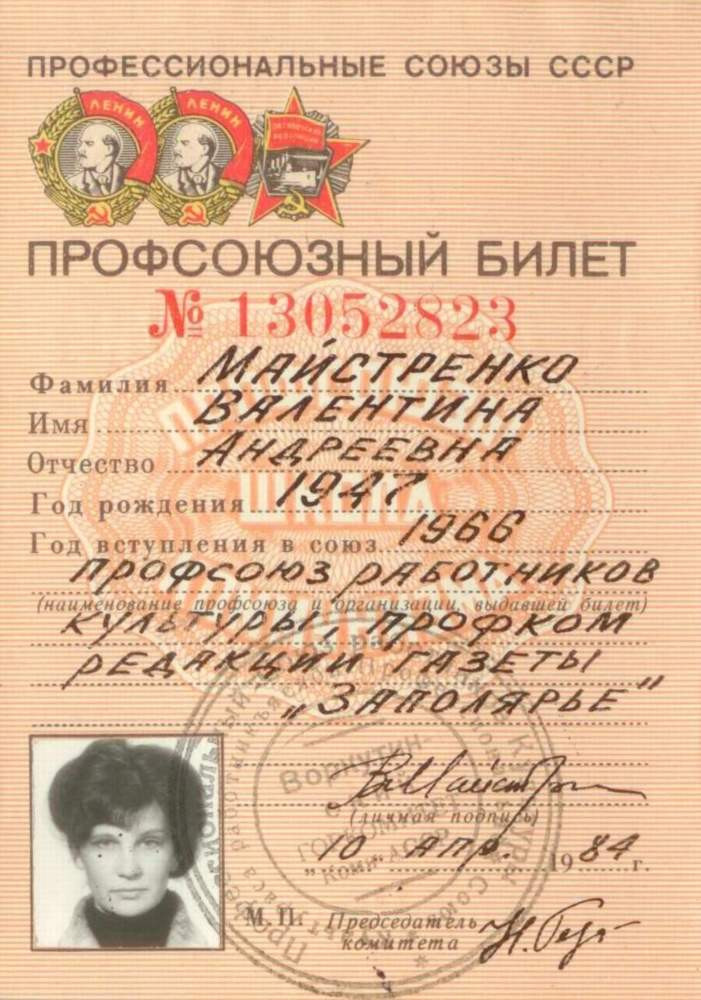 ПРОФЕССИОНАЛЬНЫЕ СОЮЗЫ СССР
ЛЕНИН ЛЕНИН
ПРОФСОЮЗНЫЙ БИЛЕТ
№ 13052823
Фамилия МАЙСТРЕНКО
Имя ВАЛЕНТИНА
Отчество АНДРЕЕВНА
Год рождения 1947
Год вступления в союз 1966
ПРОФСОЮЗ РАБОТНИКОВ
(наименование профсоюза и организации, выдавшей билет)
КУЛЬТУРЫ, ПРОФКОМ
РЕДАКЦИИ ГАЗЕТЫ
„ЗАПОЛЯРЬЕ"
(личная подпись)
"10" АПР. 1984 г.
М. П. Председатель
комитета